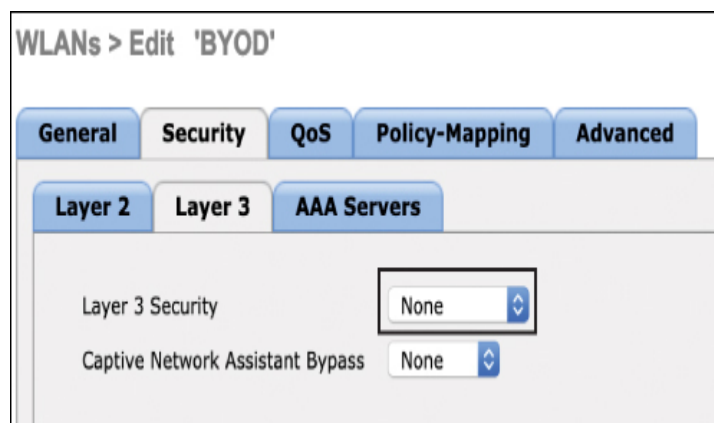 WLANs > Edit 'BYOD'
General Security QoS Policy-Mapping Advanced
Layer 2 Layer 3 AAA Servers
Layer 3 Security None
Captive Network Assistant Bypass None